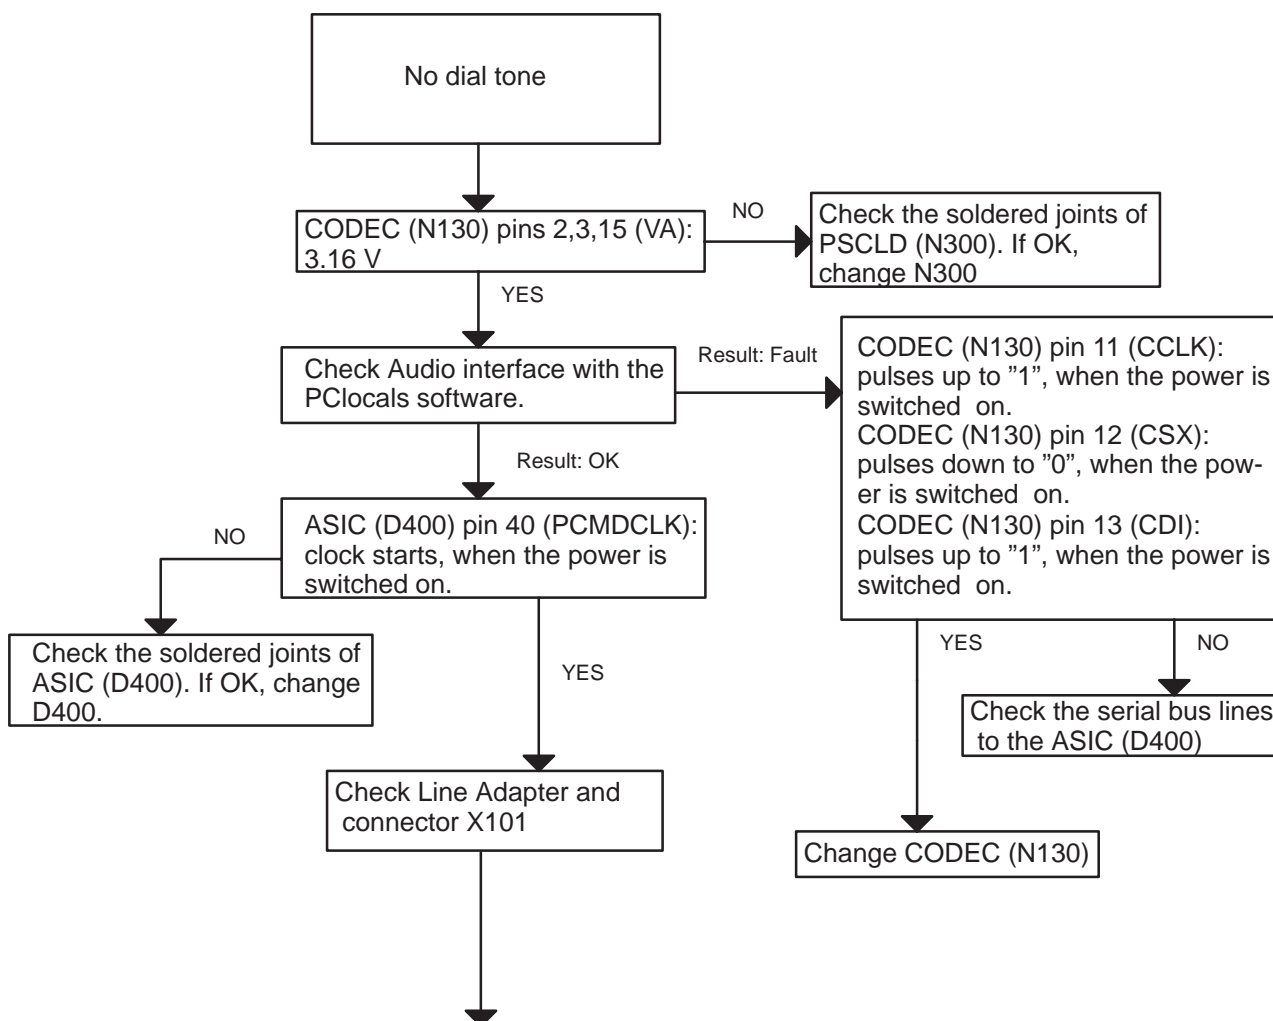 No dial tone
CODEC (N130) pins 2,3,15 (VA):
3.16 V
NO
Check the soldered joints of
PSCLD (N300). If OK,
change N300
YES
Check Audio interface with the
PClocals software.
Result: Fault
CODEC (N130) pin 11 (CCLK):
pulses up to ”1”, when the power is
switched on.
CODEC (N130) pin 12 (CSX):
pulses down to ”0”, when the pow-
er is switched on.
CODEC (N130) pin 13 (CDI):
pulses up to ”1”, when the power is
switched on.
Result: OK
ASIC (D400) pin 40 (PCMDCLK):
clock starts, when the power is
switched on.
NO
Check the soldered joints of
ASIC (D400). If OK, change
D400.
YES
YES
NO
Check the serial bus lines
to the ASIC (D400)
Check Line Adapter and
connector X101
Change CODEC (N130)